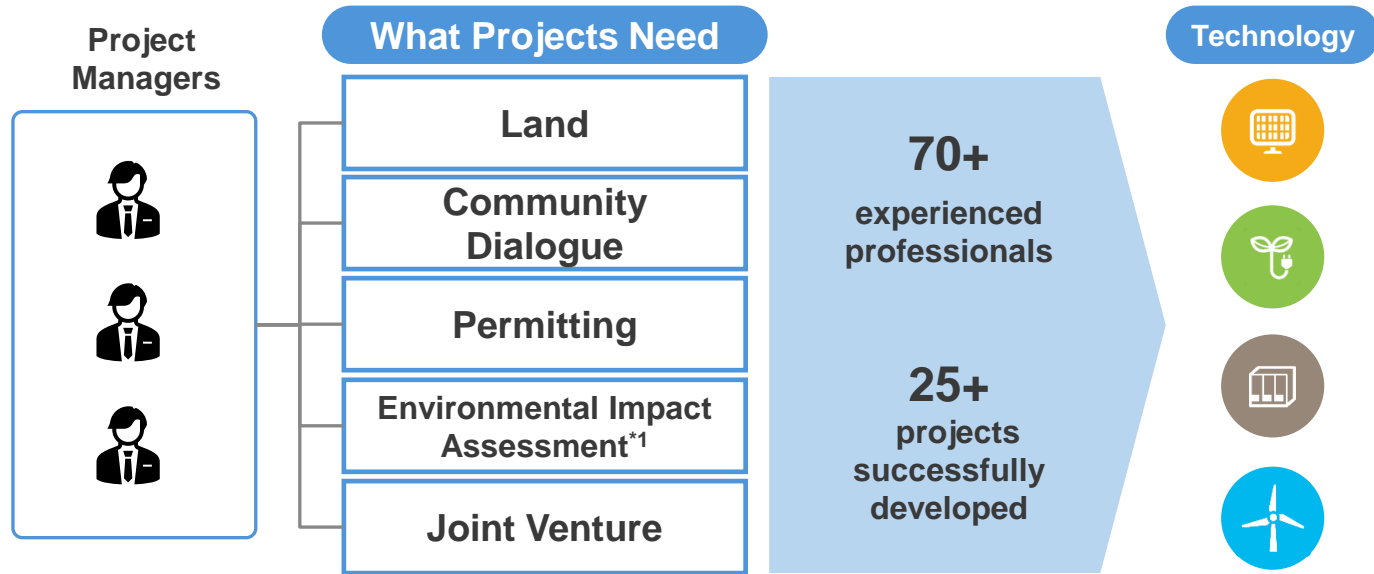 Project
Managers
What Projects Need
Land
Community
Dialogue
Permitting
Environmental Impact
Assessment*1
Joint Venture
70+
experienced
professionals
25+
projects
successfully
developed
Technology